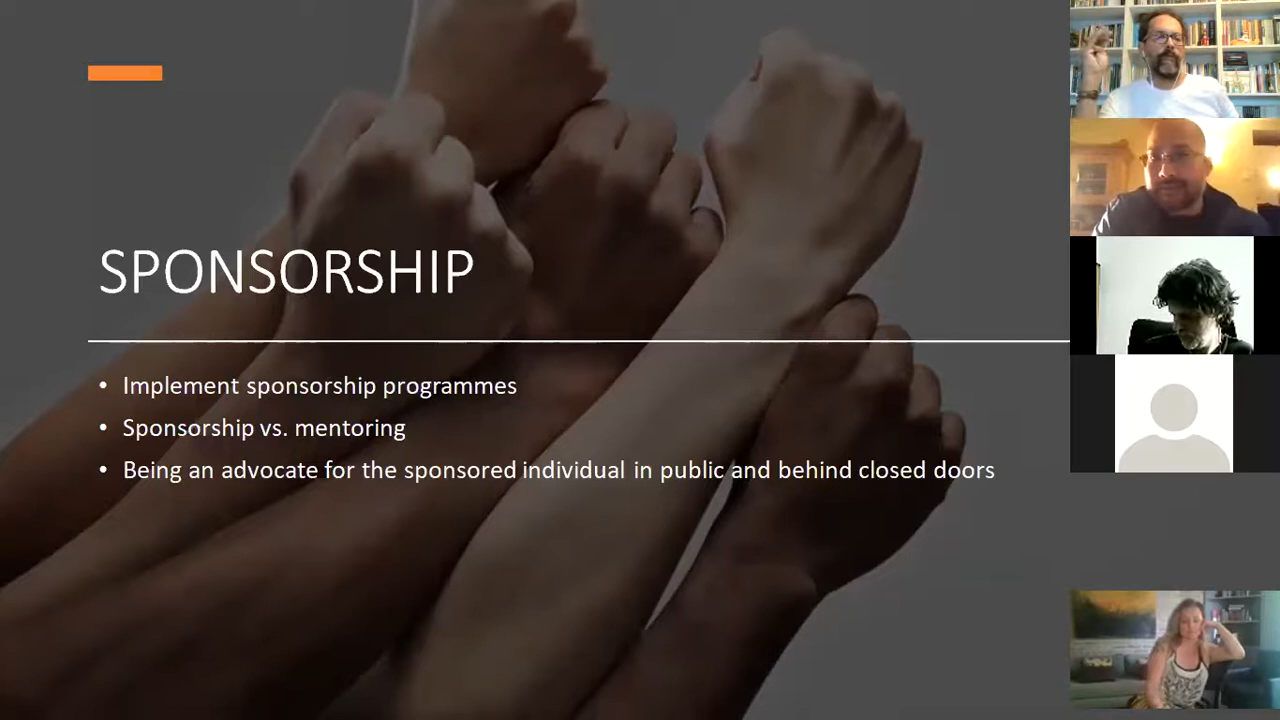 SPONSORSHIP
• Implement sponsorship programmes
• Sponsorship vs. mentoring
• Being an advocate for the sponsored individual in public and behind closed doors